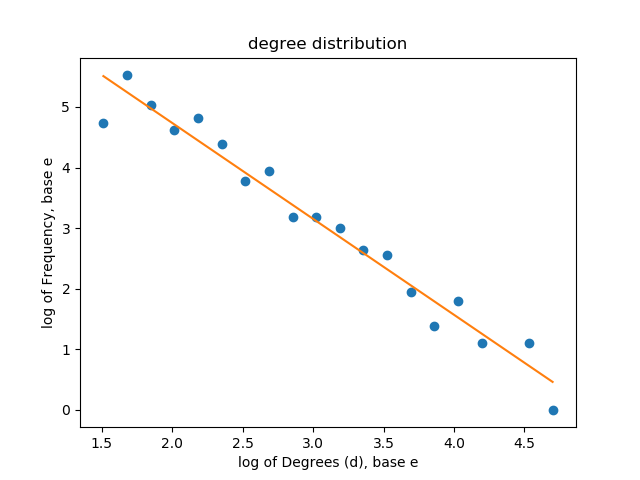 degree distribution
5
4
3
2
1
0
log of Frequency, base e
1.5 2.0 2.5 3.0 3.5 4.0 4.5
log of Degrees (d), base e